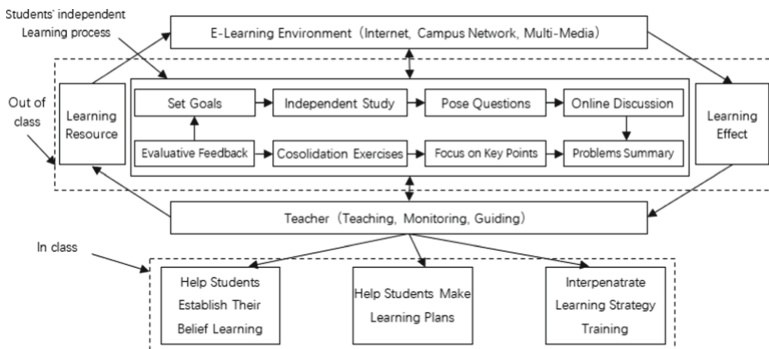 Students' independent
Learning process
E-Learning Environment (Internet, Campus Network, Multi-Media)
Out of
class
Learning
Resource
Set Goals
Independent Study
Pose Questions
Online Discussion
Learning
Effect
Evaluative Feedback
Cosolidation Exercises
Focus on Key Points
Problems Summary
Teacher (Teaching, Monitoring, Guiding)
In class
Help Students
Establish Their
Belief Learning
Help Students Make
Learning Plans
Interpenatrate
Learning Strategy
Training